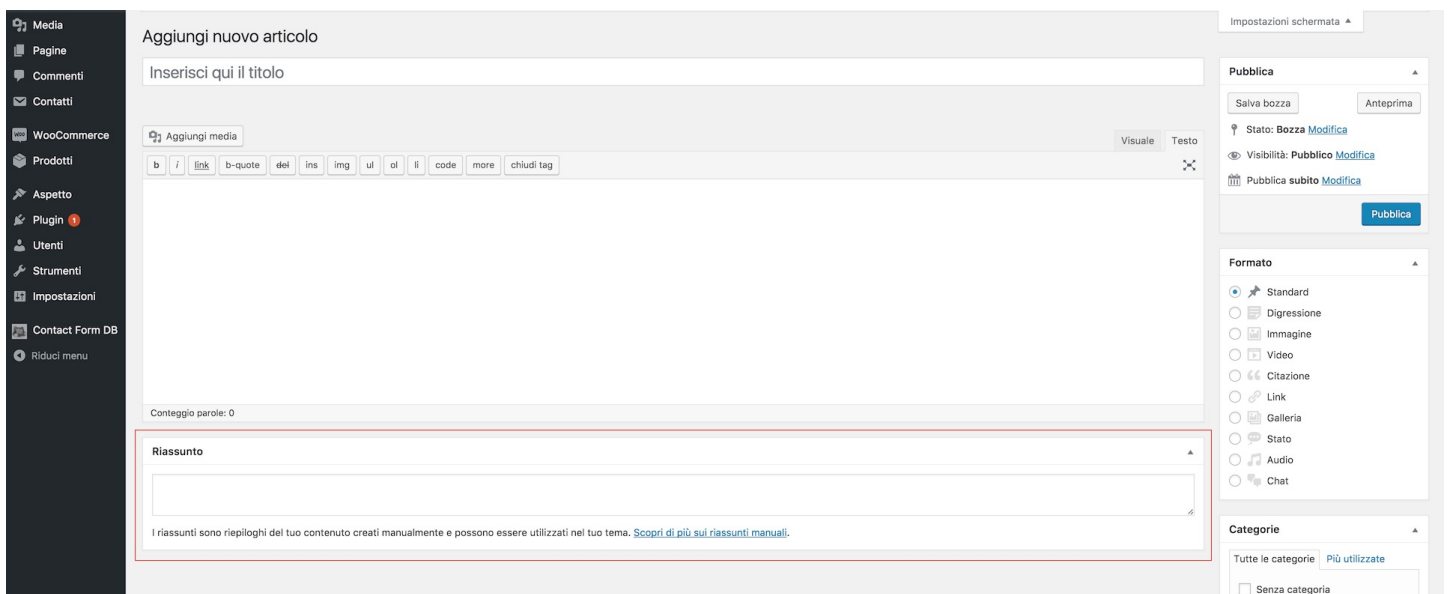 Media
Pagine
Commenti
Contatti
WooCommerce
Prodotti
Aspetto
Plugin 1
Utenti
Strumenti
Impostazioni
Contact Form DB
Riduci menu
Impostazioni schermata
Aggiungi nuovo articolo
Inserisci qui il titolo
Aggiungi media
Visuale Testo
b i link b-quote del ins img ul ol li code more chiudi tag
Conteggio parole: 0
Riassunto
I riassunti sono riepiloghi del tuo contenuto creati manualmente e possono essere utilizzati nel tuo tema. Scopri di più sui riassunti manuali.
Pubblica
Salva bozza Anteprima
Stato: Bozza Modifica
Visibilità: Pubblico Modifica
Pubblica subito Modifica
Pubblica
Formato
Standard
Digressione
Immagine
Video
Citazione
Link
Galleria
Stato
Audio
Chat
Categorie
Tutte le categorie Più utilizzate
Senza categoria